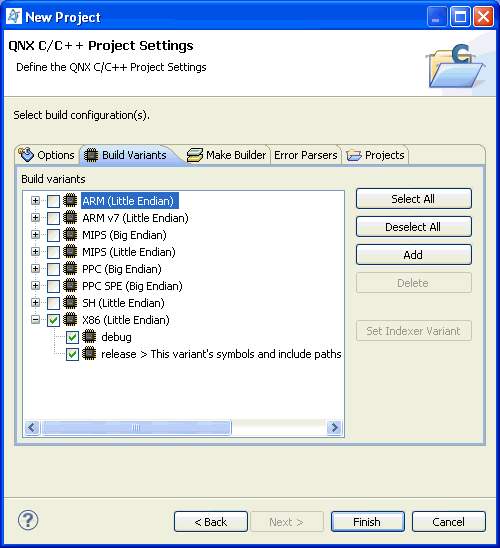 New Project
QNX C/C++ Project Settings
Define the QNX C/C++ Project Settings
Select build configuration(s).
Options Build Variants Make Builder Error Parsers Projects
Build variants
ARM (Little Endian)
ARM v7 (Little Endian)
MIPS (Big Endian)
MIPS (Little Endian)
PPC (Big Endian)
PPC SPE (Big Endian)
SH (Little Endian)
X86 (Little Endian)
debug
release > This variant's symbols and include paths
Select All
Deselect All
Add
Delete
Set Indexer Variant
< Back Next > Finish Cancel